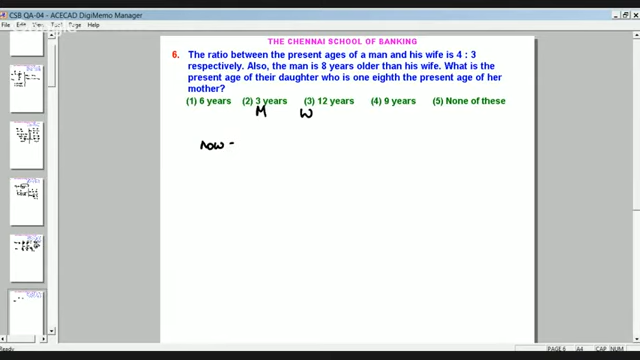 CSB QA-04 - ACECAD DigiMemo Manager
File Edit View Tool Page Help
THE CHENNAI SCHOOL OF BANKING
6. The ratio between the present ages of a man and his wife is 4 : 3
respectively. Also, the man is 8 years older than his wife. What is the
present age of their daughter who is one eighth the present age of her
mother?
(1) 6 years (2) 3 years (3) 12 years (4) 9 years (5) None of these
M W
now -
Ready.
PAGE 6 A4 CAP NUM